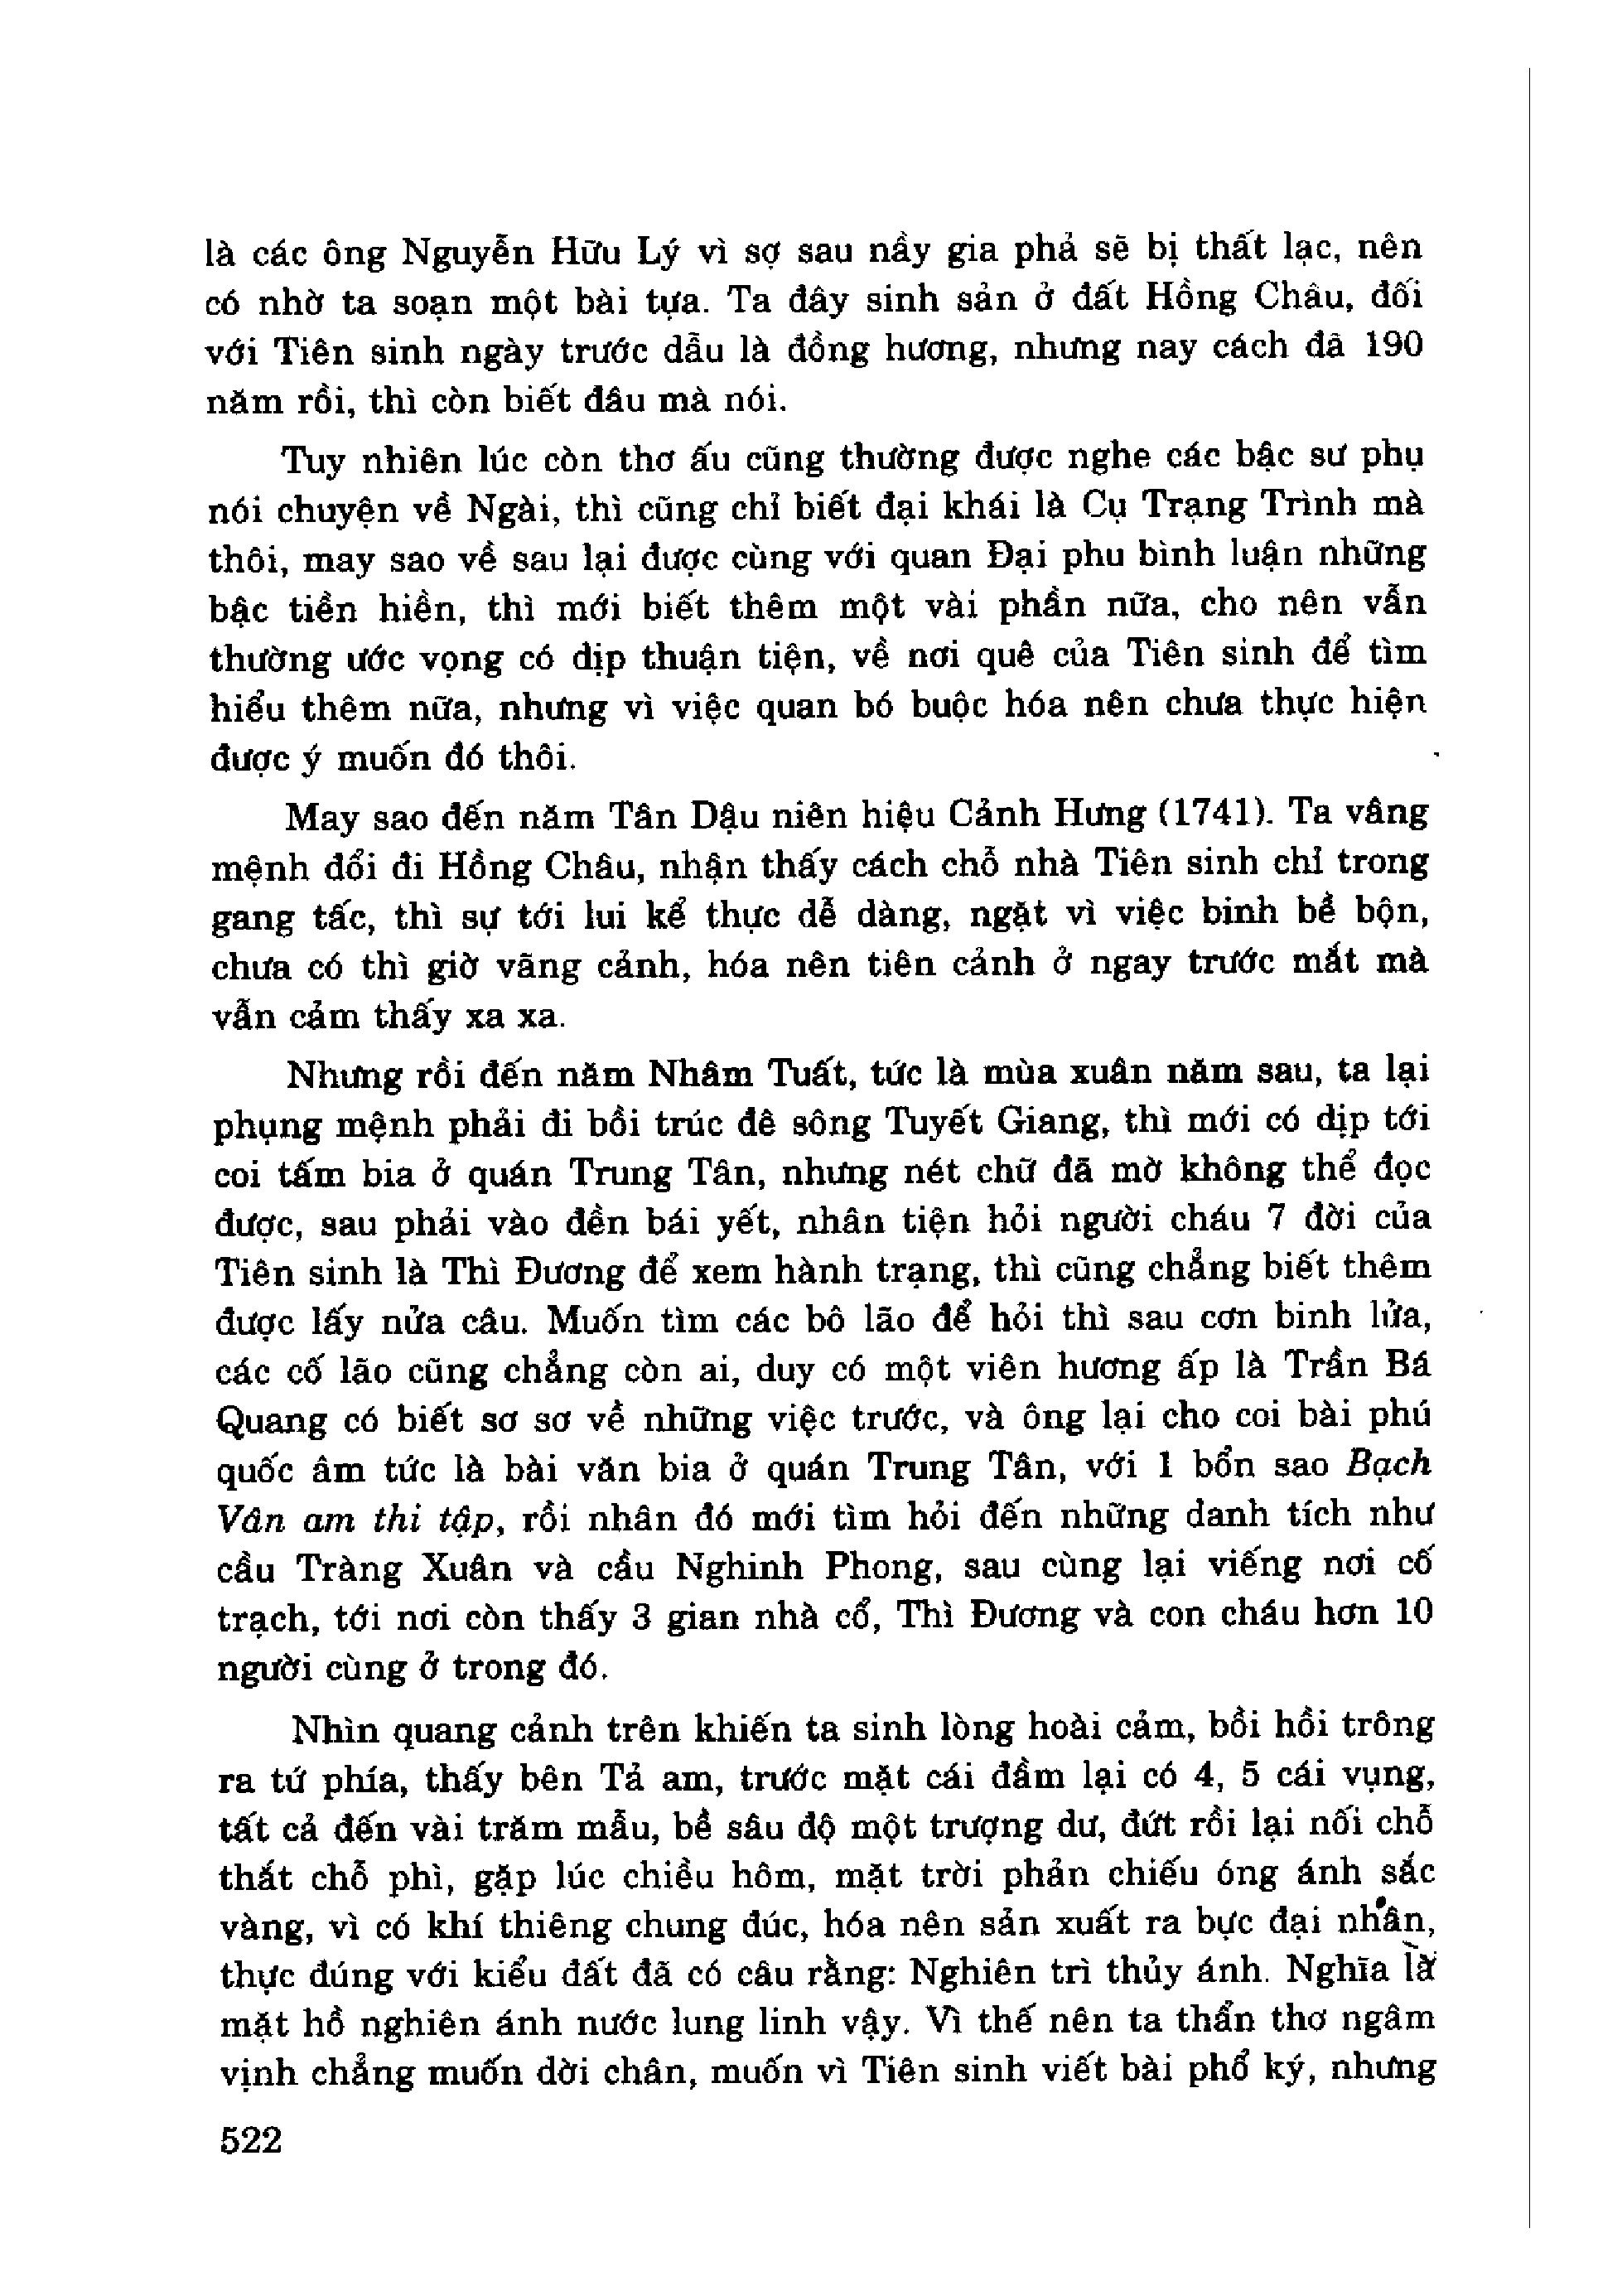 là các ông Nguyễn Hữu Lý vì sợ sau nầy gia phả sẽ bị thất lạc, nên
có nhờ ta soạn một bài tựa. Ta đây sinh sản ở đất Hồng Châu, đối
với Tiên sinh ngày trước dẫu là đồng hương, nhưng nay cách đã 190
năm rồi, thì còn biết đâu mà nói.
Tuy nhiên lúc còn thơ ấu cũng thường được nghe các bậc sư phụ
nói chuyện về Ngài, thì cũng chỉ biết đại khái là Cụ Trạng Trình mà
thôi, may sao về sau lại được cùng với quan Đại phu bình luận những
bậc tiền hiền, thì mới biết thêm một vài phần nữa, cho nên vẫn
thường ước vọng có dịp thuận tiện, về nơi quê của Tiên sinh để tìm
hiểu thêm nữa, nhưng vì việc quan bó buộc hóa nên chưa thực hiện
được ý muốn đó thôi.
May sao đến năm Tân Dậu niên hiệu Cảnh Hưng (1741). Ta vâng
mệnh đổi đi Hồng Châu, nhận thấy cách chỗ nhà Tiên sinh chỉ trong
gang tấc, thì sự tới lui kể thực dễ dàng, ngặt vì việc binh bề bộn,
chưa có thì giờ vãng cảnh, hóa nên tiên cảnh ở ngay trước mắt mà
vẫn cảm thấy xa xa.
Nhưng rồi đến năm Nhâm Tuất, tức là mùa xuân năm sau, ta lại
phụng mệnh phải đi bồi trúc đê sông Tuyết Giang, thì mới có dịp tới
coi tấm bia ở quán Trung Tân, nhưng nét chữ đã mờ không thể đọc
được, sau phải vào đền bái yết, nhân tiện hỏi người cháu 7 đời của
Tiên sinh là Thì Đương để xem hành trạng, thì cũng chẳng biết thêm
được lấy nửa câu. Muốn tìm các bô lão để hỏi thì sau cơn binh lửa,
các cố lão cũng chẳng còn ai, duy có một viên hương ấp là Trần Bá
Quang có biết sơ sơ về những việc trước, và ông lại cho coi bài phú
quốc âm tức là bài văn bia ở quán Trung Tân, với 1 bổn sao Bạch
Vân am thi tập, rồi nhân đó mới tìm hỏi đến những danh tích như
cầu Tràng Xuân và cầu Nghinh Phong, sau cùng lại viếng nơi cố
trạch, tới nơi còn thấy 3 gian nhà cổ, Thì Đương và con cháu hơn 10
người cùng ở trong đó.
Nhìn quang cảnh trên khiến ta sinh lòng hoài cảm, bồi hồi trông
ra tứ phía, thấy bên Tả am, trước mặt cái đầm lại có 4, 5 cái vụng,
tất cả đến vài trăm mẫu, bề sâu độ một trượng dư, đứt rồi lại nối chỗ
thắt chỗ phì, gặp lúc chiều hôm, mặt trời phản chiếu óng ánh sắc
vàng, vì có khí thiêng chung đúc, hóa nên sản xuất ra bực đại nhân,
thực đúng với kiểu đất đã có câu rằng: Nghiên trì thủy ánh. Nghĩa là
mặt hồ nghiên ánh nước lung linh vậy. Vì thế nên ta thẩn thơ ngâm
vịnh chẳng muốn dời chân, muốn vì Tiên sinh viết bài phổ ký, nhưng
522